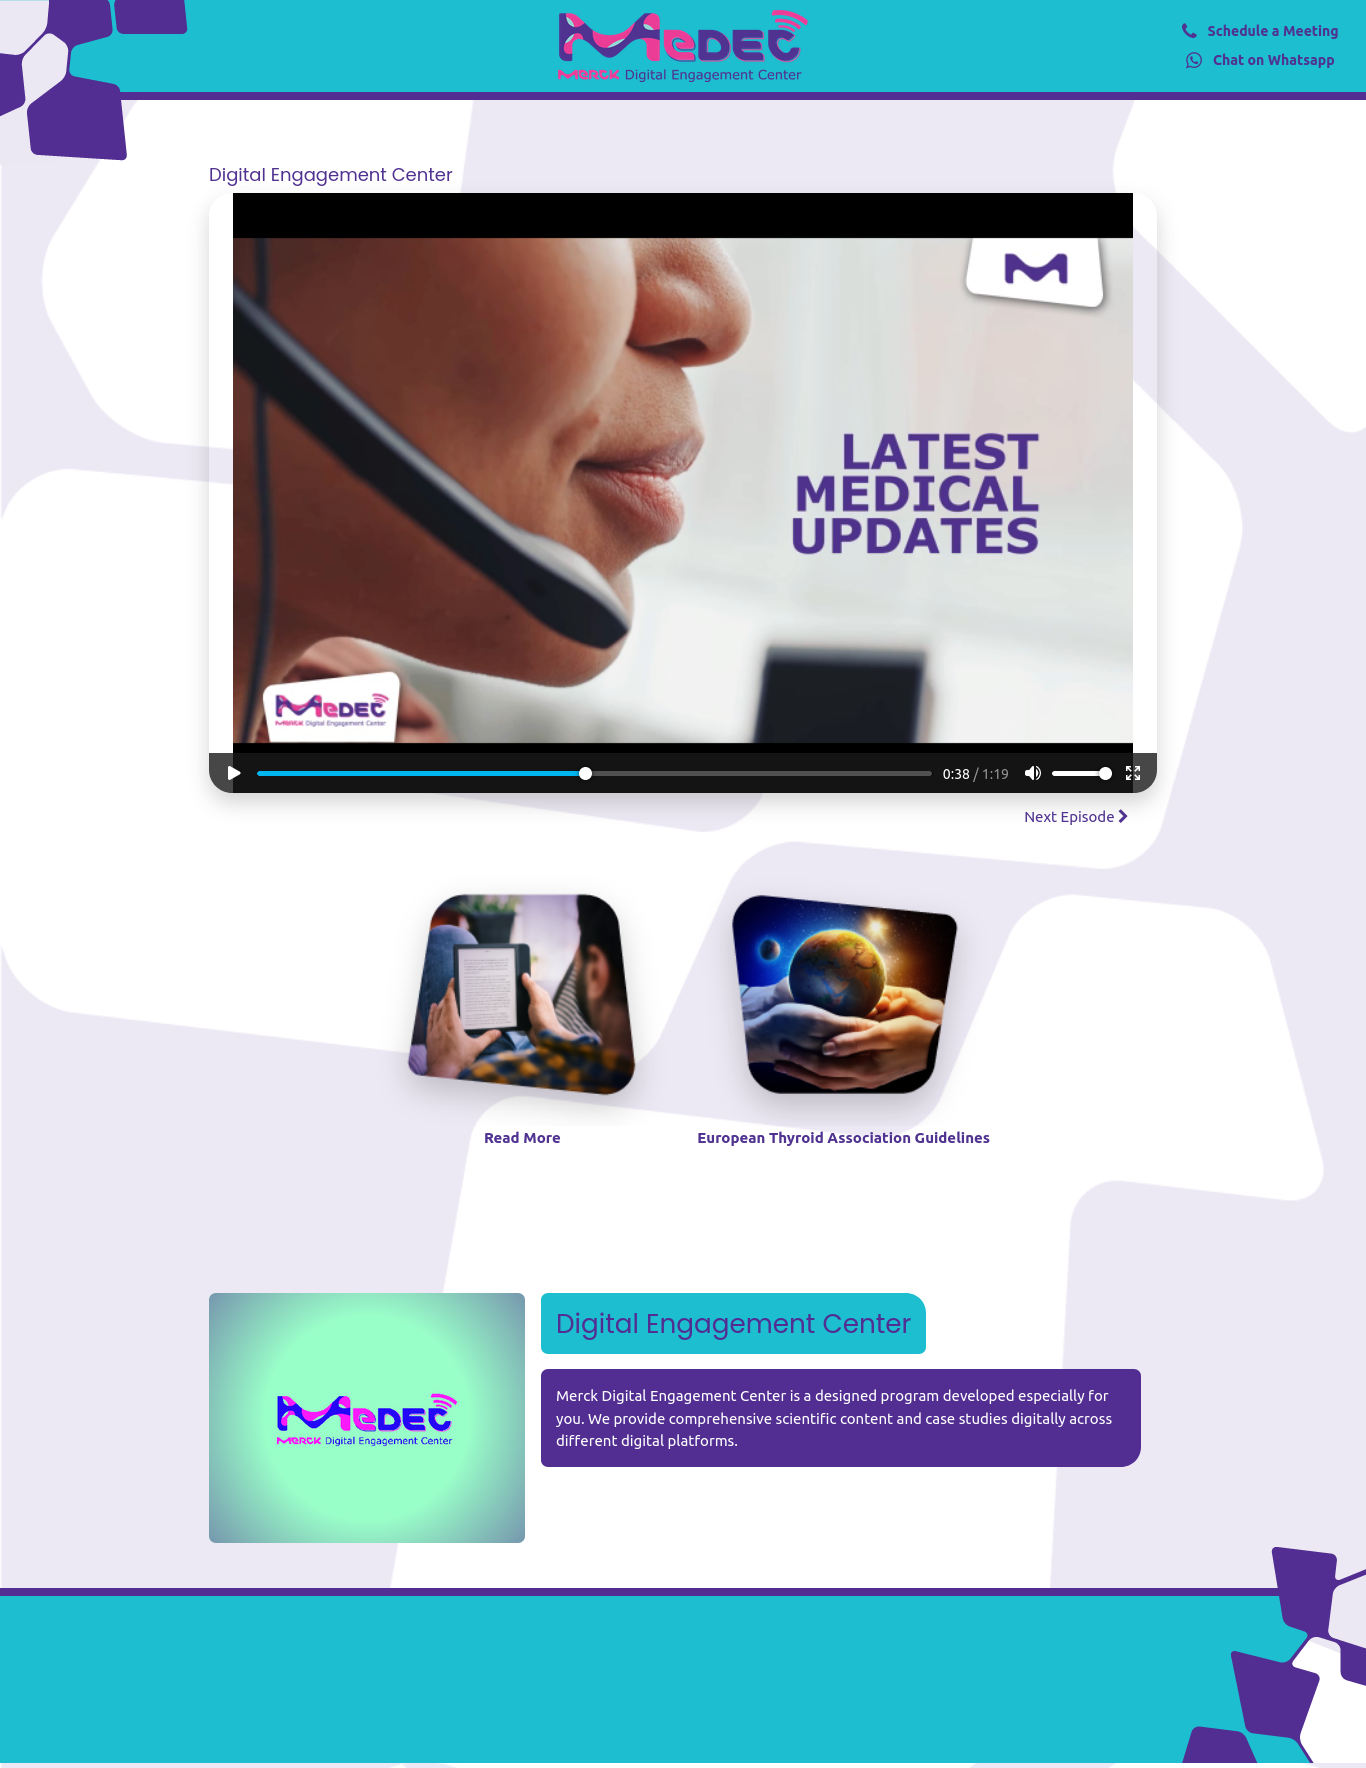 MeDEC
MERCK Digital Engagement Center
Schedule a Meeting
Chat on Whatsapp
Digital Engagement Center
LATEST
MEDICAL
UPDATES
MeDEC
MERCK Digital Engagement Center
0:38 / 1:19
Next Episode
Read More
European Thyroid Association Guidelines
MeDEC
MERCK Digital Engagement Center
Digital Engagement Center
Merck Digital Engagement Center is a designed program developed especially for
you. We provide comprehensive scientific content and case studies digitally across
different digital platforms.